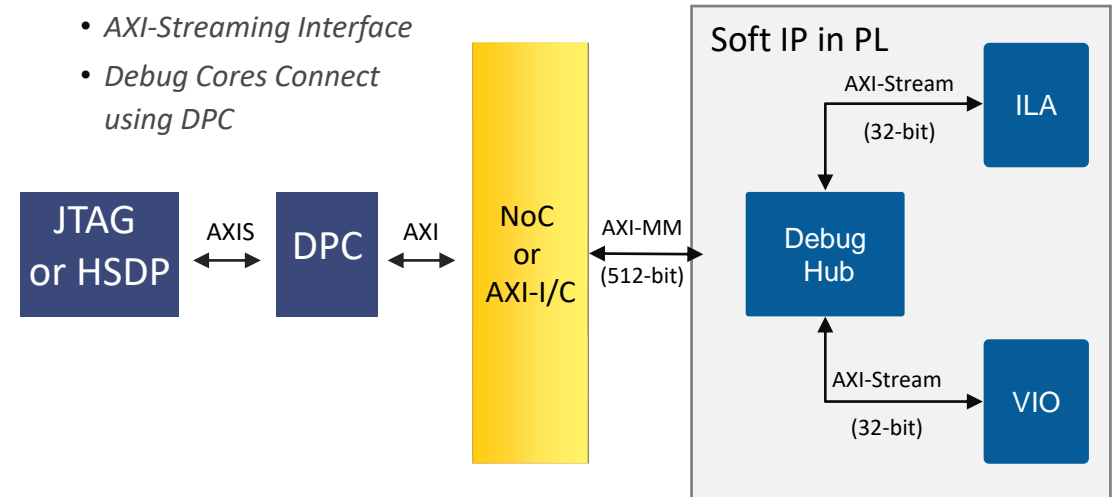 • AXI-Streaming Interface
• Debug Cores Connect
using DPC
JTAG
or HSDP
AXIS
DPC
AXI
NoC
or
AXI-I/C
AXI-MM
(512-bit)
Soft IP in PL
AXI-Stream
(32-bit)
ILA
Debug
Hub
AXI-Stream
(32-bit)
VIO